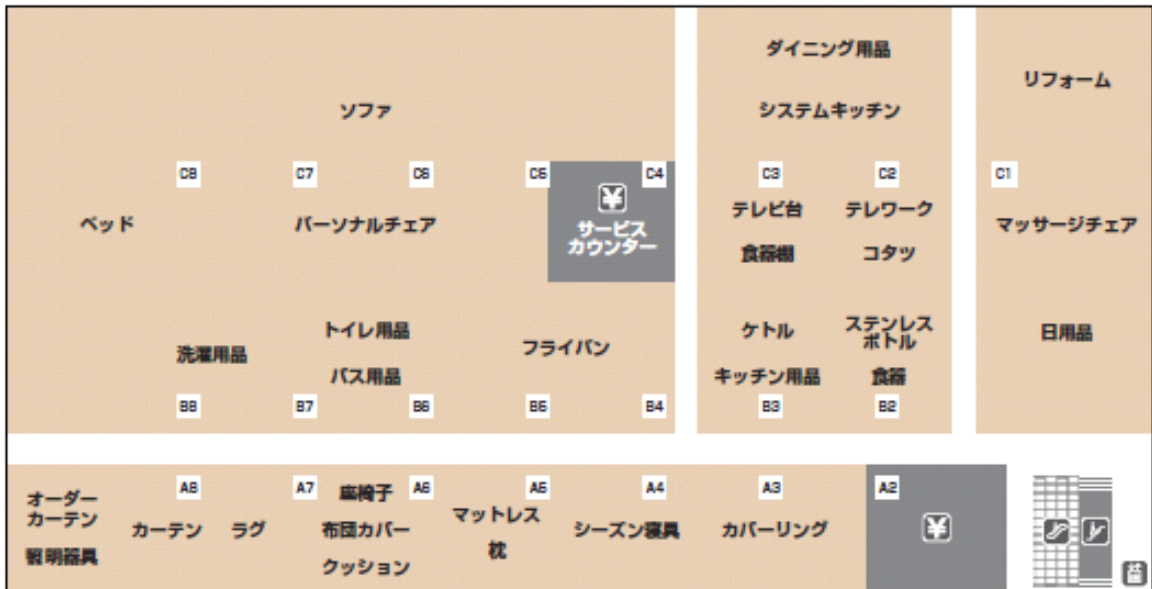 ダイニング用品
リフォーム
ソファ
システムキッチン
C8
C7
C6
C5
C4
C3
C2
C1
¥
サービス
カウンター
ベッド
パーソナルチェア
テレビ台
テレワーク
マッサージチェア
食器棚
コタツ
トイレ用品
ケトル
ステンレス
ボトル
日用品
洗濯用品
フライパン
バス用品
キッチン用品
食器
B8
B7
B6
B5
B4
B3
B2
A8
A7
A6
A5
A4
A3
A2
オーダー
カーテン
照明器具
カーテン
ラグ
座椅子
布団カバー
クッション
マットレス
枕
シーズン寝具
カバーリング
¥